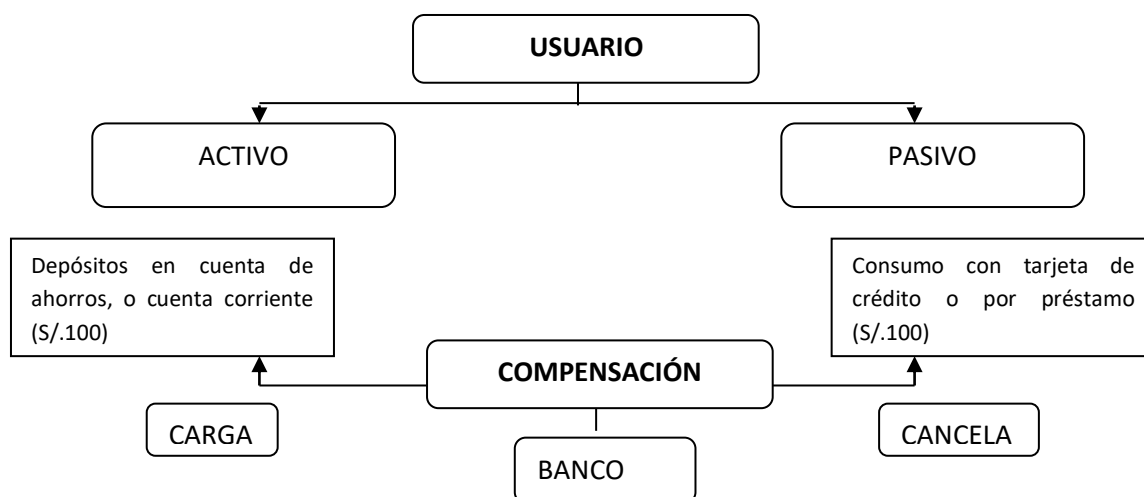 USUARIO
ACTIVO
PASIVO
Depósitos en cuenta de
ahorros, o cuenta corriente
(S/.100)
Consumo con tarjeta de
crédito o por préstamo
(S/.100)
COMPENSACIÓN
CARGA
CANCELA
BANCO